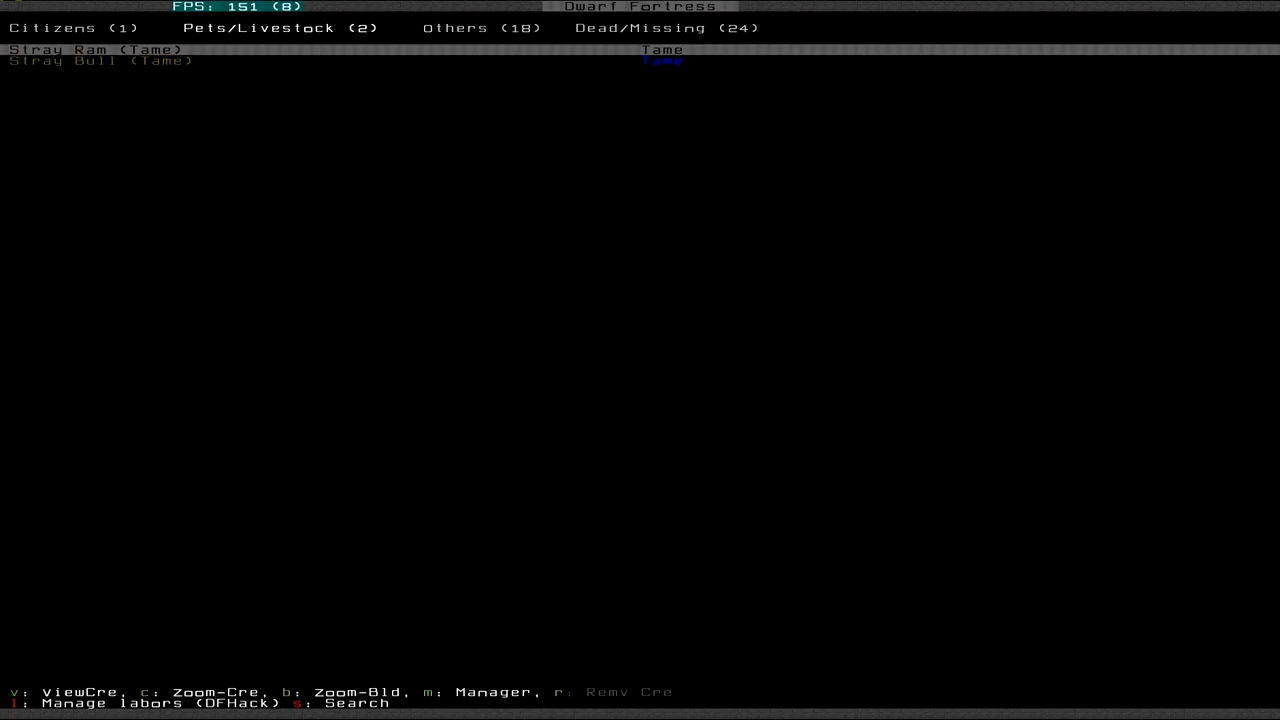 FPS: 151 (8) Dwarf Fortress
Citizens (1) Pets/Livestock (2) Others (18) Dead/Missing (24)
Stray Ram (Tame) Tame
Stray Bull (Tame) Tame
v: ViewCre, c: Zoom-Cre, b: Zoom-Bld, m: Manager, r: Remv Cre
l: Manage labors (DFHack) s: Search